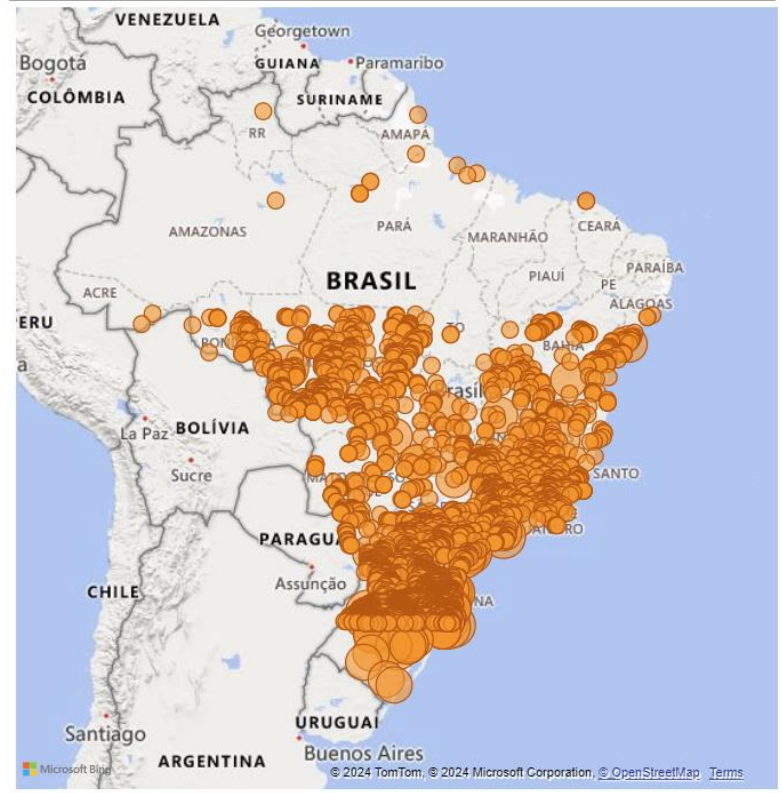 VENEZUELA
Georgetown
Bogotá
GUIANA
Paramaribo
COLÔMBIA
SURINAME
RR
AMAPÁ
AMAZONAS
PARÁ
MARANHÃO
CEARÁ
PARAÍBA
BRASIL
PIAUÍ
PE
ACRE
ALAGOAS
TO
BAHIA
La Paz
BOLÍVIA
Sucre
SANTO
Assunção
CHILE
NA
URUGUAI
Santiago
Buenos Aires
ARGENTINA
Microsoft Bing
© 2024 TomTom, © 2024 Microsoft Corporation, © OpenStreetMap Terms